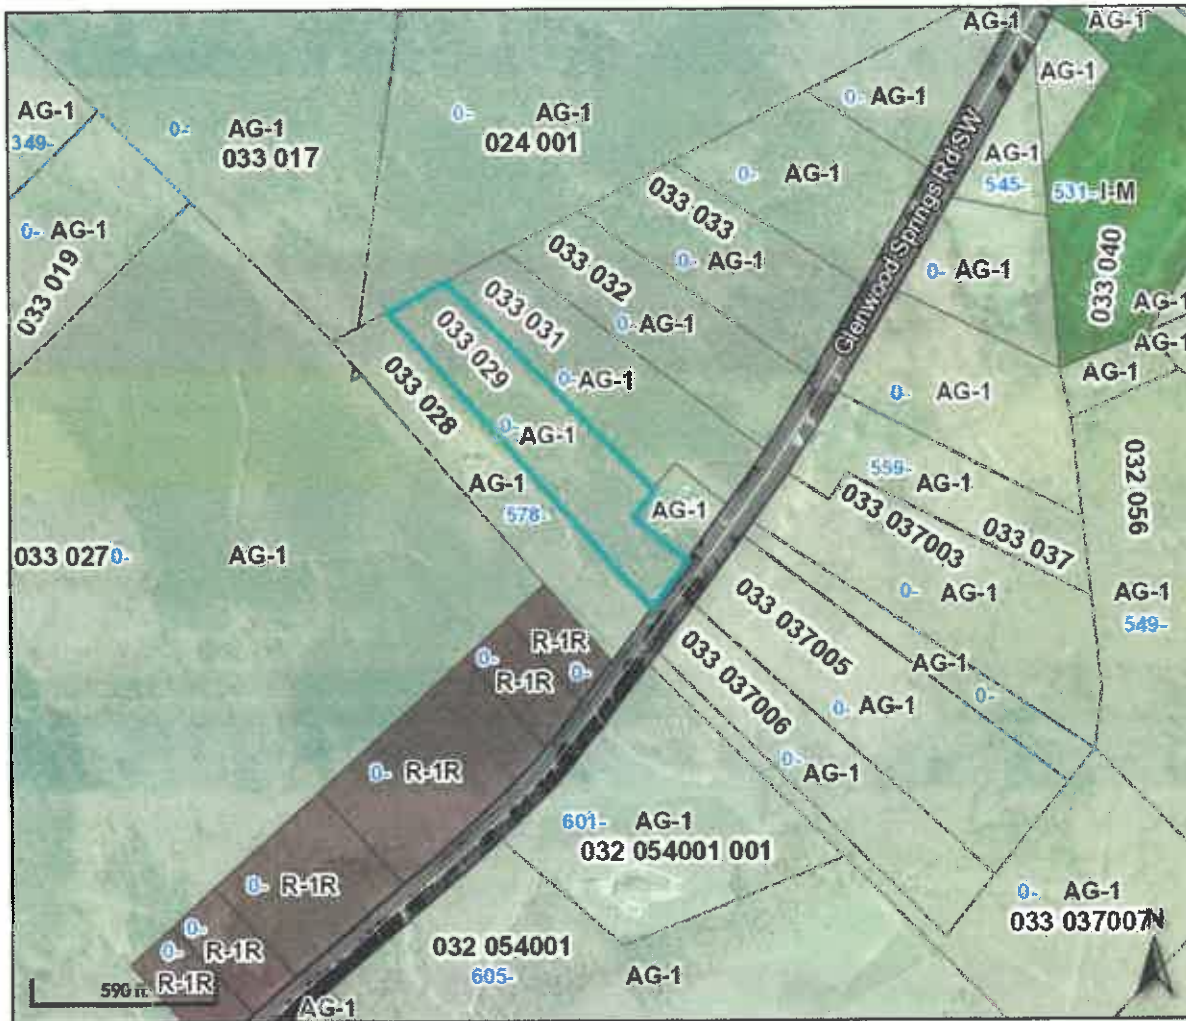 AG-1
AG-1
AG-1
0- AG-1
AG-1
349-
0- AG-1
033 017
0- AG-1
024 001
0- AG-1
AG-1
545-
531- I-M
0- AG-1
033 019
033 033
033 032
0- AG-1
Glenwood Springs Rd SW
0- AG-1
033 040
AG-1
AG-1
AG-1
033 031
0- AG-1
033 029
0- AG-1
033 028
0- AG-1
0- AG-1
AG-1
578-
AG-1
559- AG-1
033 037003
033 037
032 056
033 027 0- AG-1
0- AG-1
AG-1
549-
033 037005
033 037006
AG-1
0-
R-1R
0-
0-
R-1R
0- AG-1
0- AG-1
0- R-1R
601- AG-1
032 054001 001
0- R-1R
0- AG-1
033 037007
N
0-
0- R-1R
R-1R
032 054001
605- AG-1
590 ft
AG-1